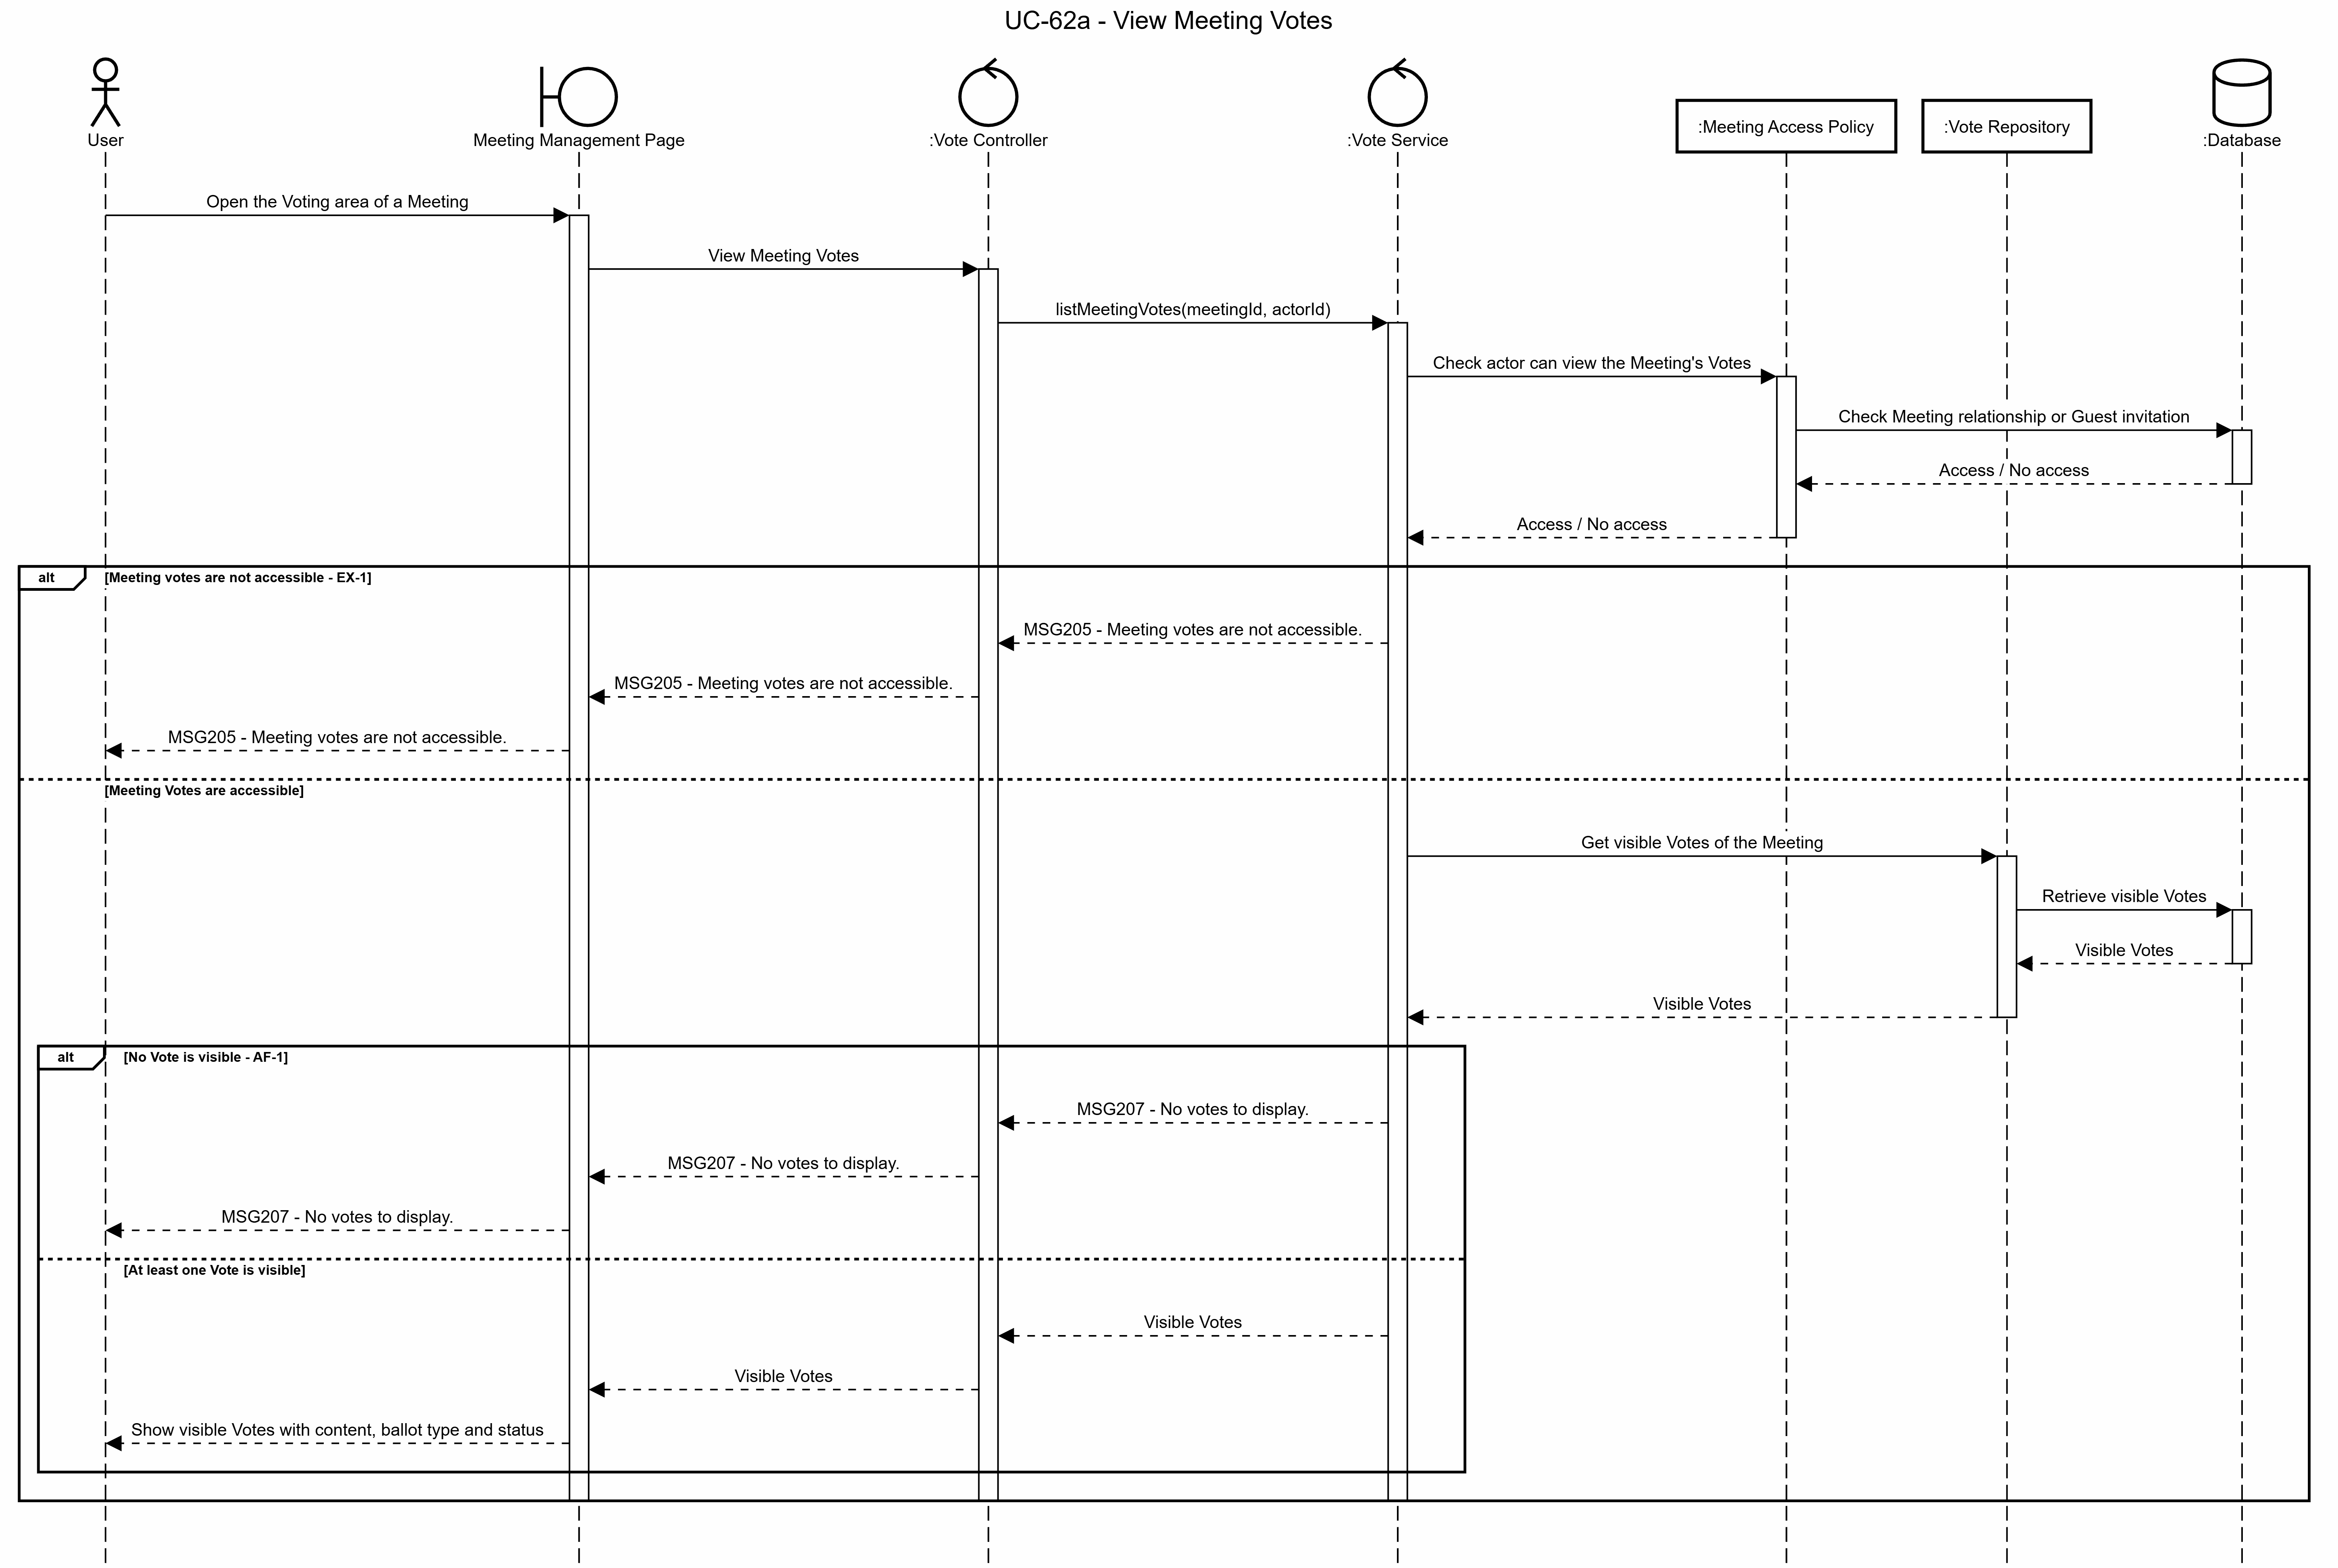 UC-62a - View Meeting Votes
User
Meeting Management Page
:Vote Controller
:Vote Service
:Meeting Access Policy
:Vote Repository
:Database
Open the Voting area of a Meeting
View Meeting Votes
listMeetingVotes(meetingId, actorId)
Check actor can view the Meeting's Votes
Check Meeting relationship or Guest invitation
Access / No access
Access / No access
alt
[Meeting votes are not accessible - EX-1]
MSG205 - Meeting votes are not accessible.
MSG205 - Meeting votes are not accessible.
MSG205 - Meeting votes are not accessible.
[Meeting Votes are accessible]
Get visible Votes of the Meeting
Retrieve visible Votes
Visible Votes
Visible Votes
alt
[No Vote is visible - AF-1]
MSG207 - No votes to display.
MSG207 - No votes to display.
MSG207 - No votes to display.
[At least one Vote is visible]
Visible Votes
Visible Votes
Show visible Votes with content, ballot type and status